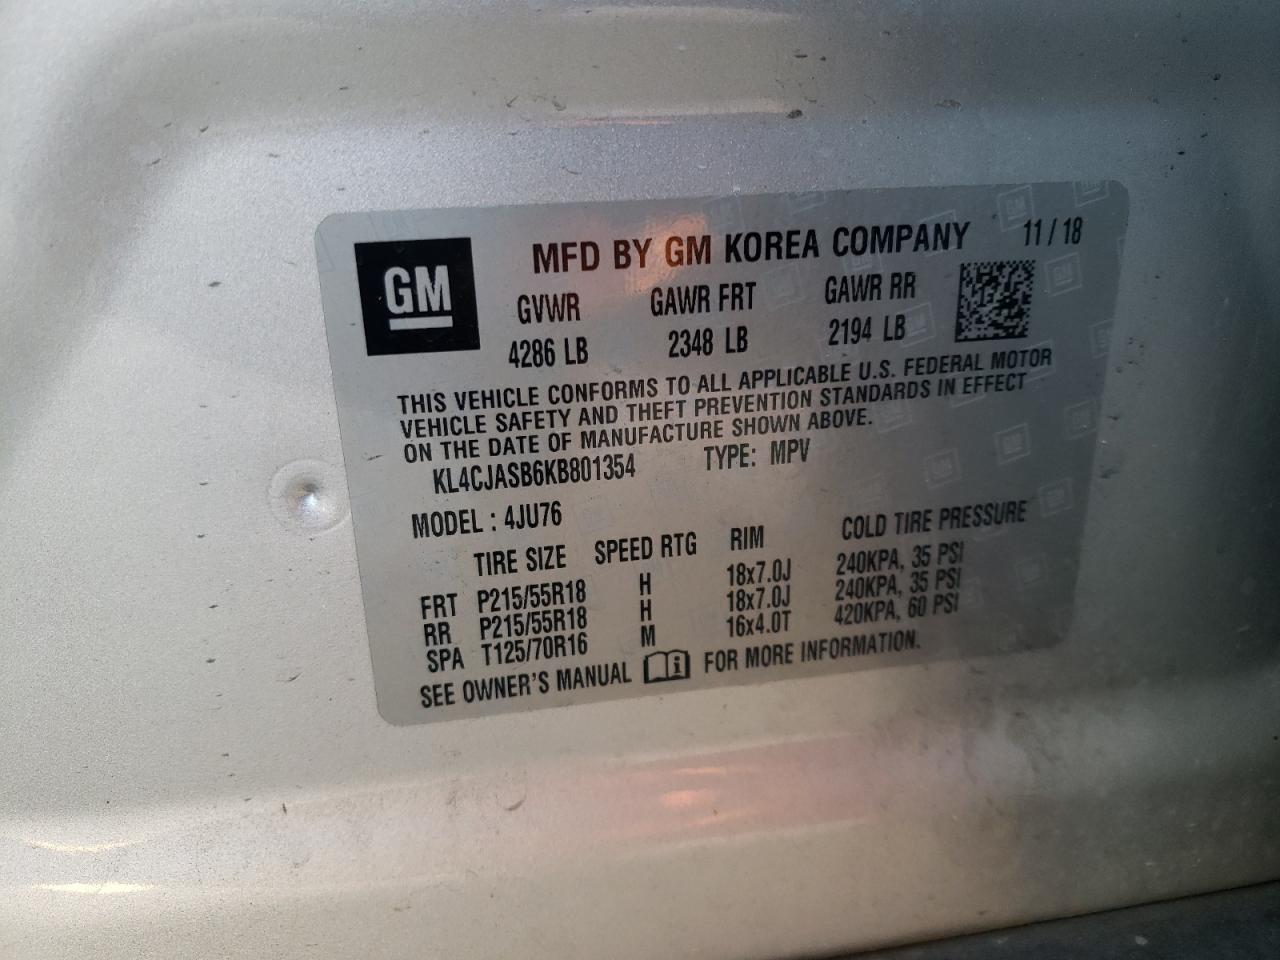 GM
MFD BY GM KOREA COMPANY 11 / 18
GVWR GAWR FRT GAWR RR
4286 LB 2348 LB 2194 LB
THIS VEHICLE CONFORMS TO ALL APPLICABLE U.S. FEDERAL MOTOR
VEHICLE SAFETY AND THEFT PREVENTION STANDARDS IN EFFECT
ON THE DATE OF MANUFACTURE SHOWN ABOVE.
KL4CJASB6KB801354 TYPE: MPV
MODEL : 4JU76
TIRE SIZE SPEED RTG RIM COLD TIRE PRESSURE
FRT P215/55R18 H 18x7.0J 240KPA, 35 PSI
RR P215/55R18 H 18x7.0J 240KPA, 35 PSI
SPA T125/70R16 M 16x4.0T 420KPA, 60 PSI
SEE OWNER'S MANUAL FOR MORE INFORMATION.